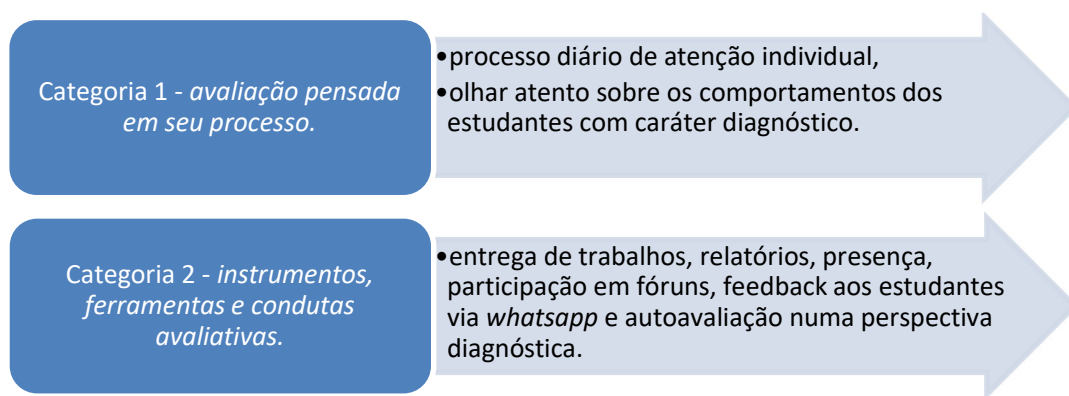 Categoria 1 - avaliação pensada
em seu processo.
•processo diário de atenção individual,
•olhar atento sobre os comportamentos dos
estudantes com caráter diagnóstico.
Categoria 2 - instrumentos,
ferramentas e condutas
avaliativas.
•entrega de trabalhos, relatórios, presença,
participação em fóruns, feedback aos estudantes
via whatsapp e autoavaliação numa perspectiva
diagnóstica.